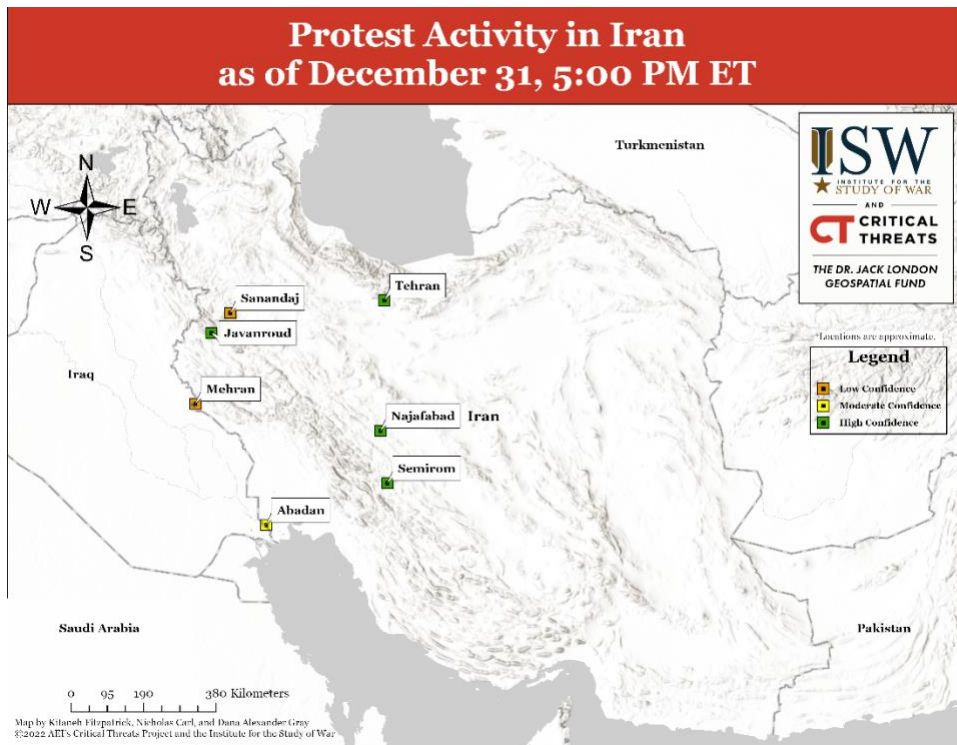 Protest Activity in Iran
as of December 31, 5:00 PM ET
Turkmenistan
ISW
INSTITUTE FOR THE
STUDY OF WAR
AND
CT CRITICAL
THREATS
THE DR. JACK LONDON
GEOSPATIAL FUND
N
W E
S
Tehran
Sanandaj
Javanroud
*Locations are approximate.
Legend
Low Confidence
Moderate Confidence
High Confidence
Iraq
Mehran
Najafabad
Iran
Semirom
Abadan
Saudi Arabia
Pakistan
0 95 190 380 Kilometers
Map by Kitaneh Fitzpatrick, Nicholas Carl, and Dana Alexander Gray
©2022 AEI's Critical Threats Project and the Institute for the Study of War